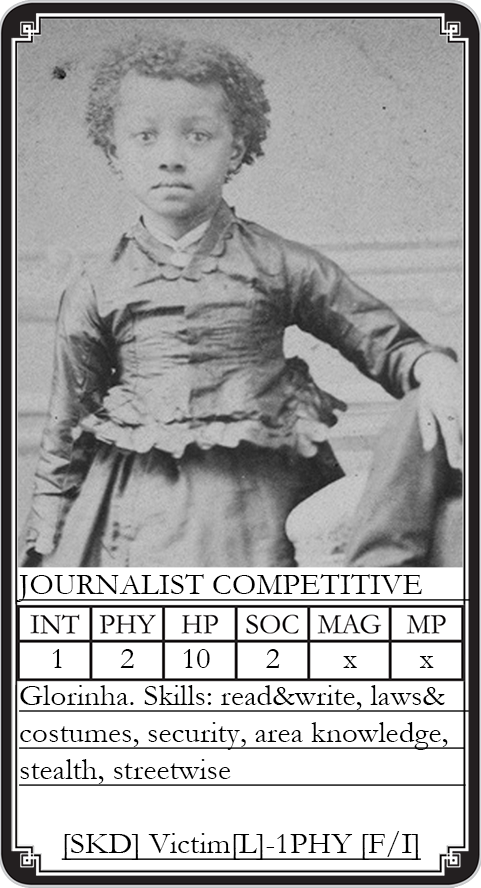 JOURNALIST COMPETITIVE
INT PHY HP SOC MAG MP
1 2 10 2 x x
Glorinha. Skills: read&write, laws&
costumes, security, area knowledge,
stealth, streetwise
[SKD] Victim[L]-1PHY [F/I]